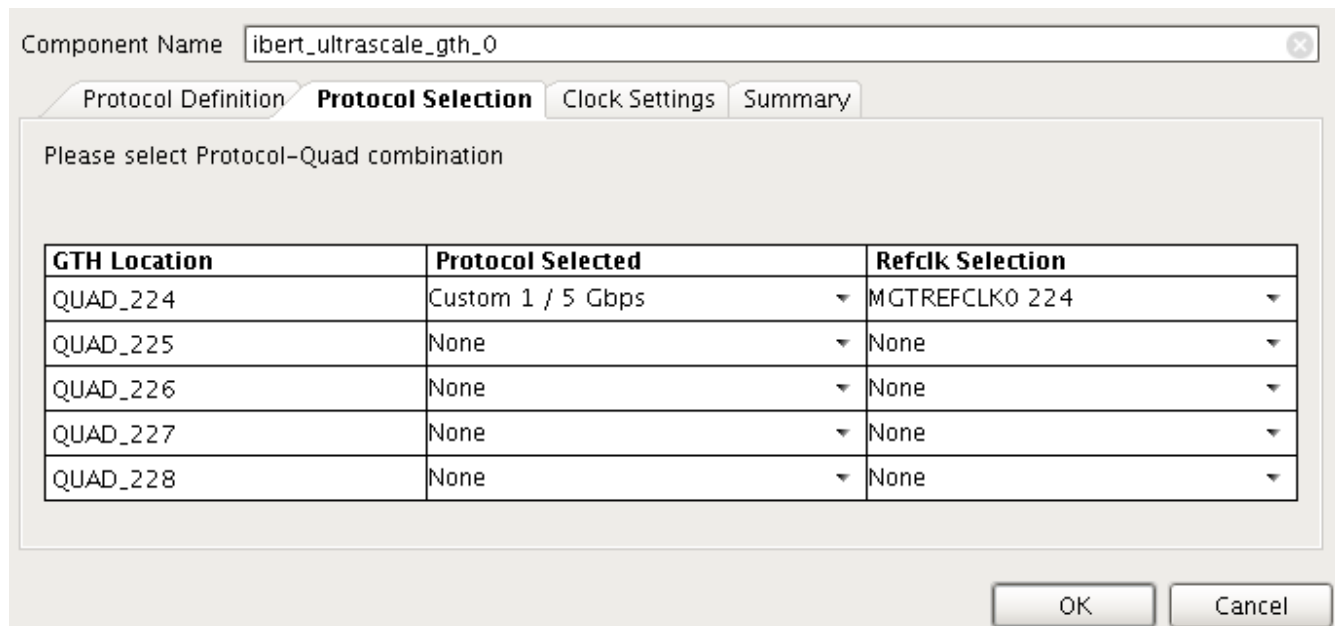 Component Name ibert_ultrascale_gth_0
Protocol Definition Protocol Selection Clock Settings Summary
Please select Protocol-Quad combination
GTH Location Protocol Selected Refclk Selection
QUAD_224 Custom 1 / 5 Gbps MGTREFCLK0 224
QUAD_225 None None
QUAD_226 None None
QUAD_227 None None
QUAD_228 None None
OK Cancel